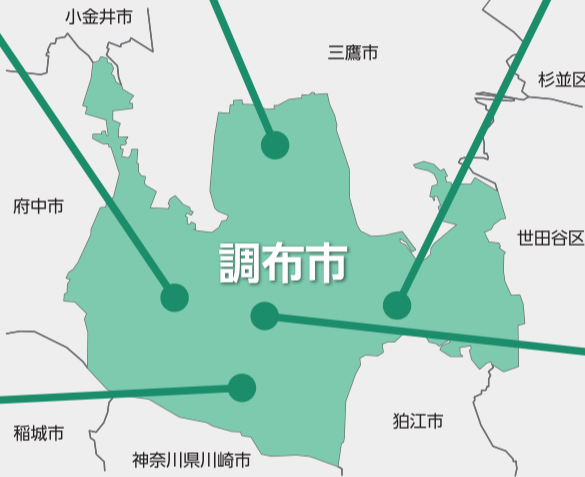 小金井市
三鷹市
杉並区
府中市
世田谷区
調布市
狛江市
稲城市
神奈川県川崎市